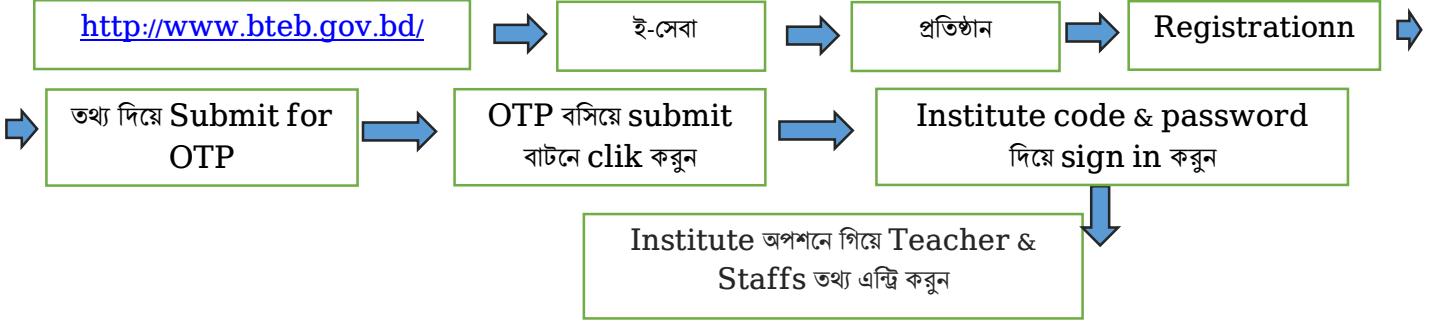 http://www.bteb.gov.bd/
ই-সেবা
প্রতিষ্ঠান
Registrationn
তথ্য দিয়ে Submit for
OTP
OTP বসিয়ে submit
বাটনে clik করুন
Institute code & password
দিয়ে sign in করুন
Institute অপশনে গিয়ে Teacher &
Staffs তথ্য এন্ট্রি করুন